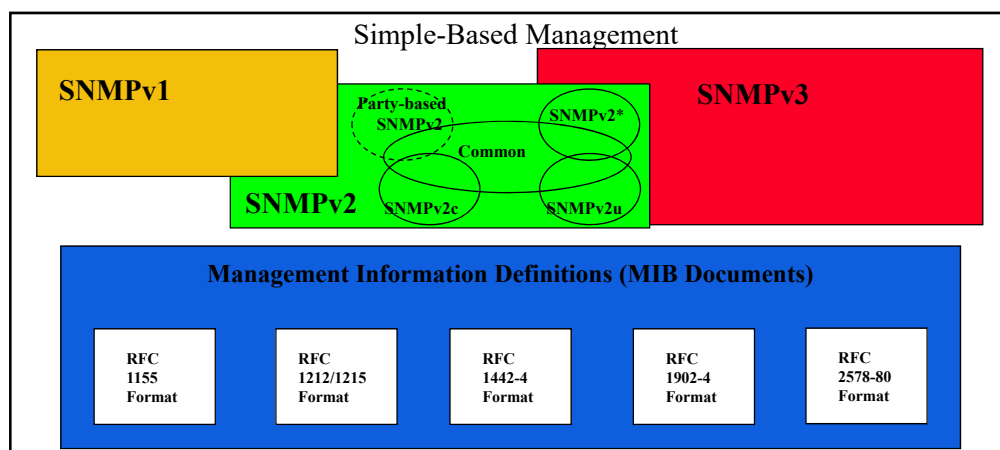 Simple-Based Management
SNMPv1
SNMPv3
Party-based
SNMPv2
SNMPv2*
Common
SNMPv2
SNMPv2c
SNMPv2u
Management Information Definitions (MIB Documents)
RFC
1155
Format
RFC
1212/1215
Format
RFC
1442-4
Format
RFC
1902-4
Format
RFC
2578-80
Format